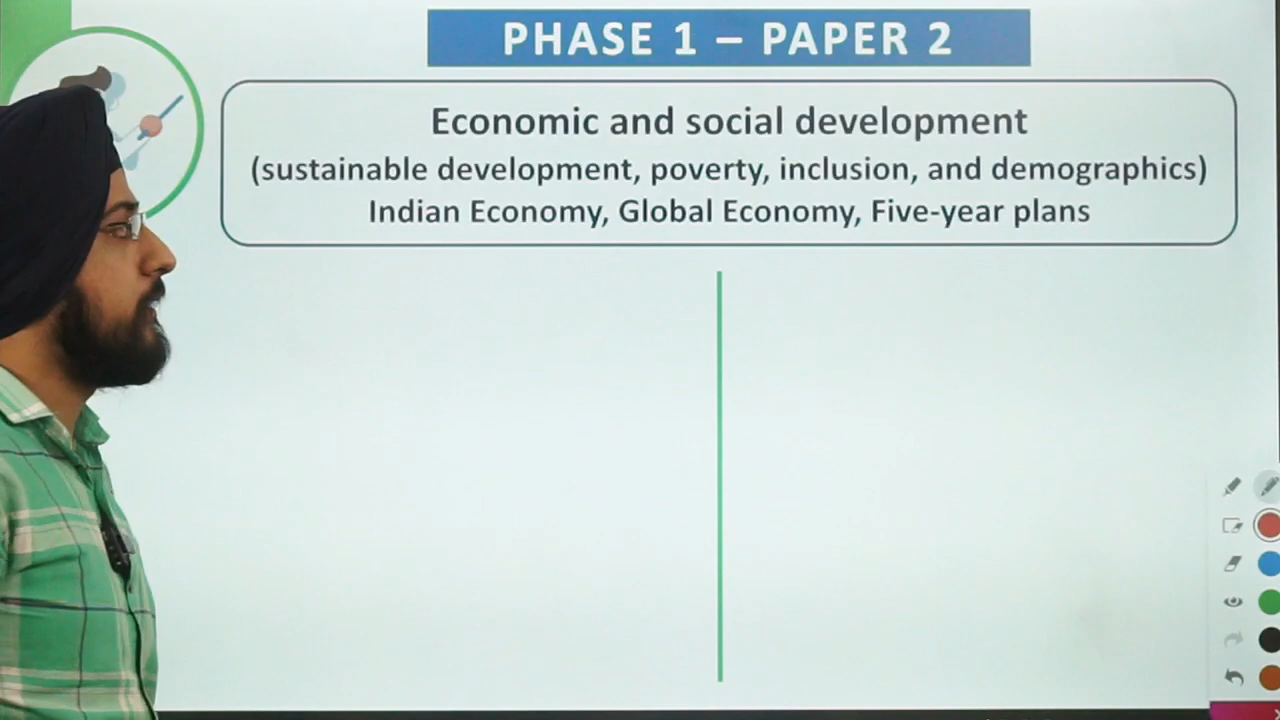 PHASE 1 – PAPER 2
Economic and social development
(sustainable development, poverty, inclusion, and demographics)
Indian Economy, Global Economy, Five-year plans